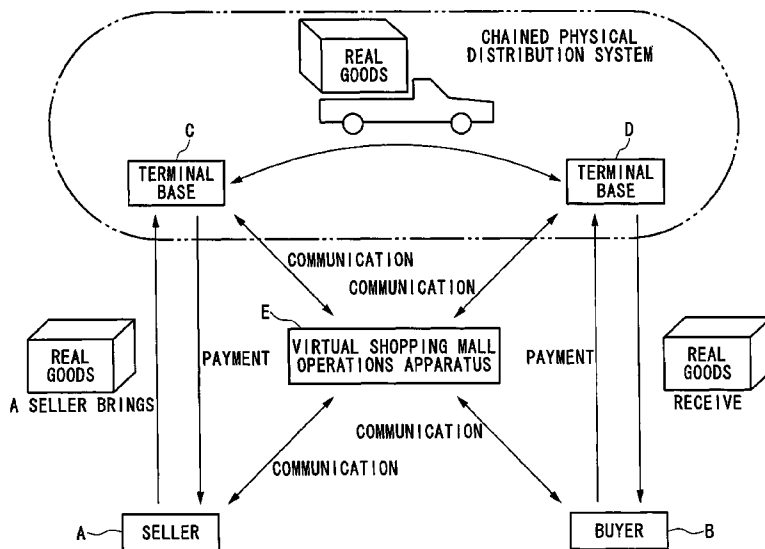 CHAINED PHYSICAL
DISTRIBUTION SYSTEM
REAL
GOODS
C
D
TERMINAL
BASE
TERMINAL
BASE
COMMUNICATION
COMMUNICATION
E
VIRTUAL SHOPPING MALL
OPERATIONS APPARATUS
REAL
GOODS
PAYMENT
PAYMENT
REAL
GOODS
A SELLER BRINGS
RECEIVE
COMMUNICATION
COMMUNICATION
A
SELLER
BUYER
B